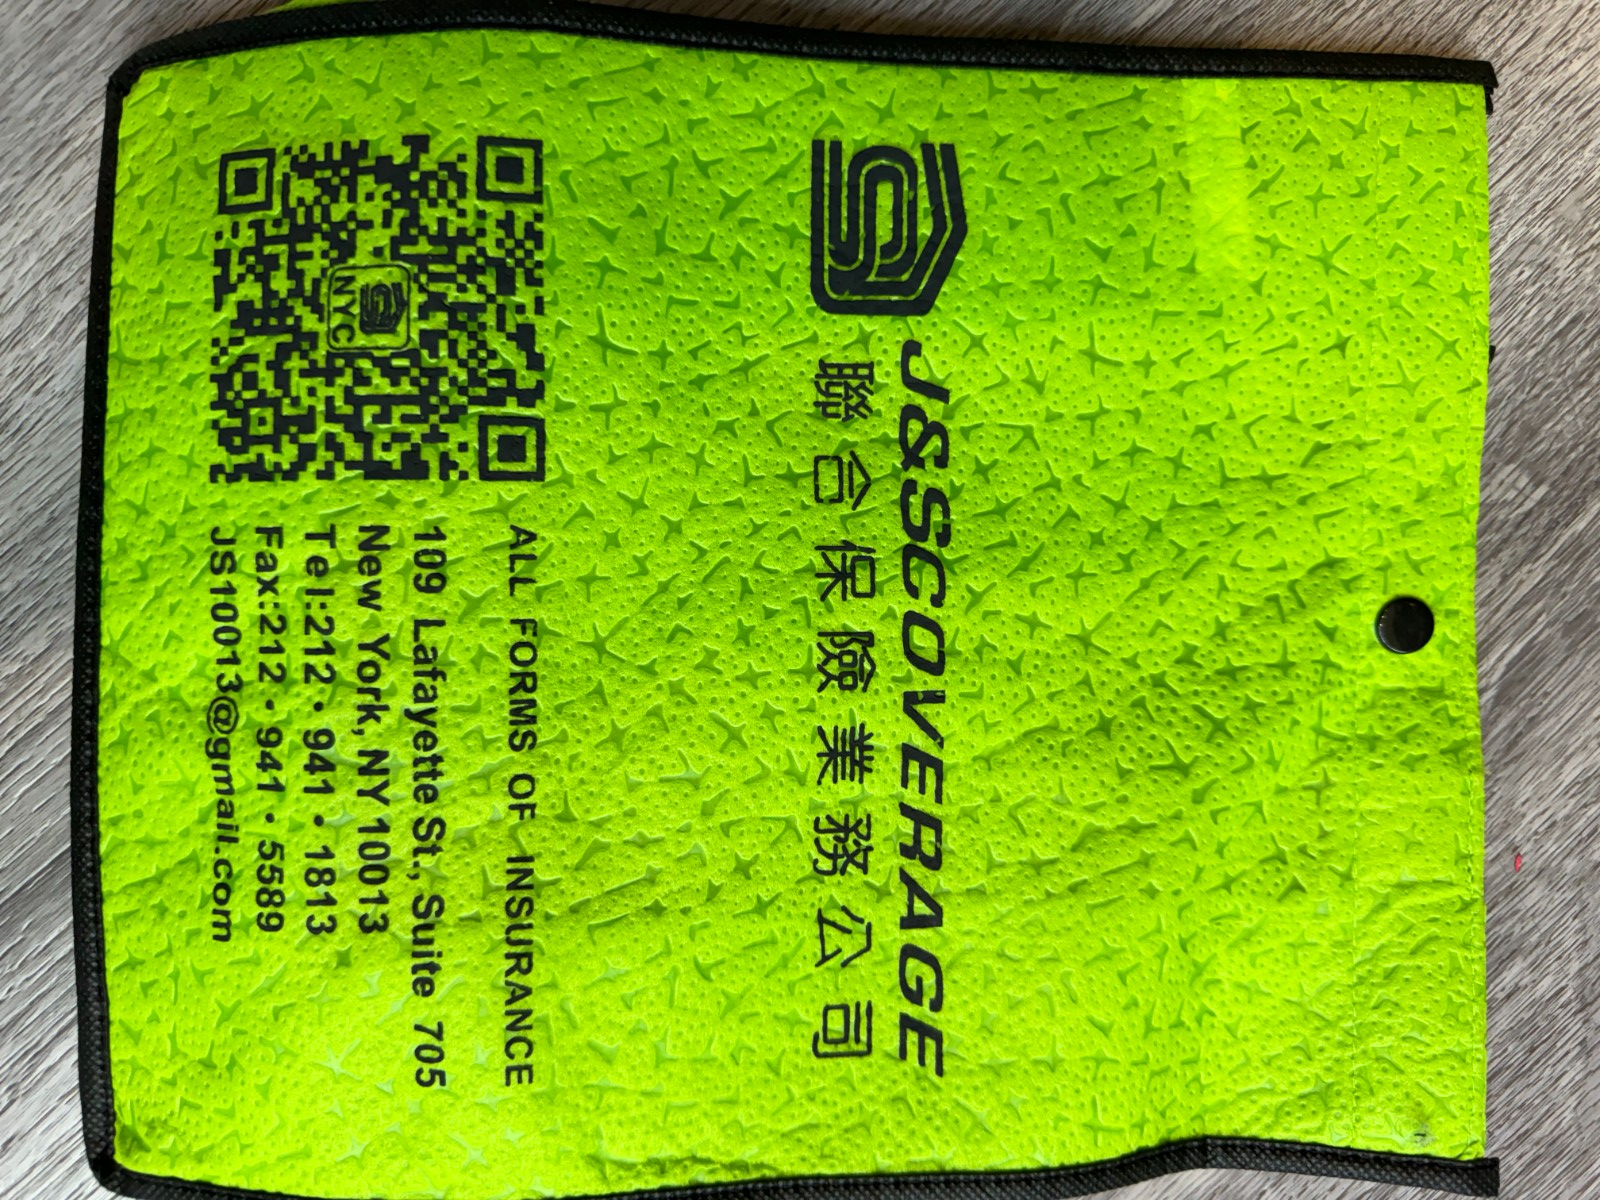 J&SCOVERAGE
聯合保險業務公司
NYC
ALL FORMS OF INSURANCE
109 Lafayette St., Suite 705
New York, NY 10013
Tel:212・941・1813
Fax:212・941・5589
JS10013@gmail.com